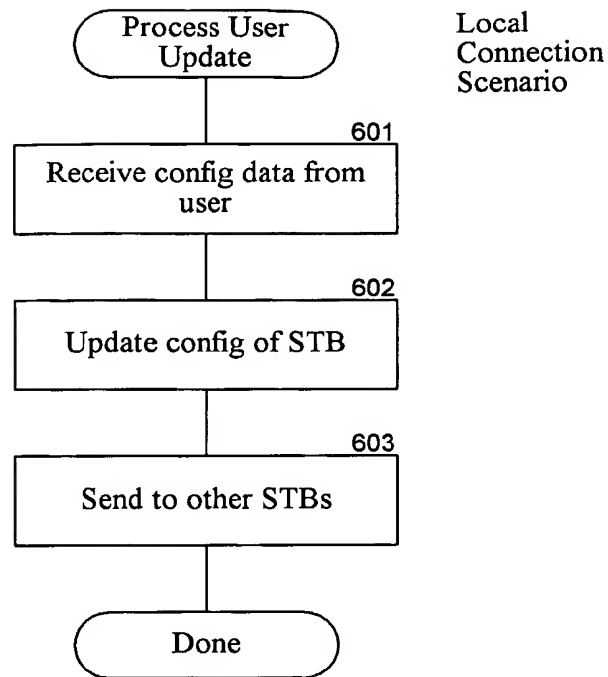 Process User
Update
Local
Connection
Scenario
601
Receive config data from
user
602
Update config of STB
603
Send to other STBs
Done